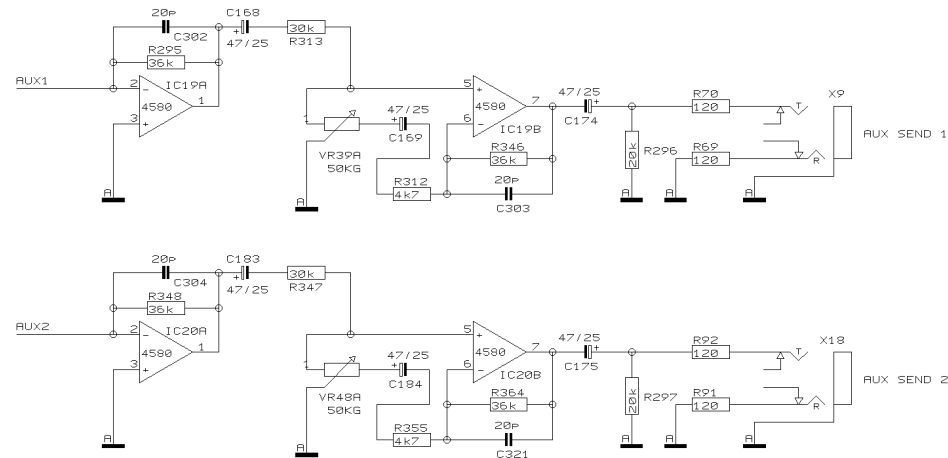 20p
C168
C302
47/25
30k
R313
R295
36k
AUX1
2
IC19A
4580
1
3
5
4580
7
6
IC19B
47/25
C174
R70
120
T
X9
AUX SEND 1
1
VR39A
50KG
47/25
C169
R346
36k
R312
4k7
20p
C303
20k
R296
R69
120
R
A
A
A
A
A
20p
C183
C304
47/25
30k
R347
R348
36k
AUX2
2
IC20A
4580
1
3
5
4580
7
6
IC20B
47/25
C175
R92
120
T
X18
AUX SEND 2
1
VR48A
50KG
47/25
C184
R364
36k
R355
4k7
20p
C321
20k
R297
R91
120
R
A
A
A
A
A